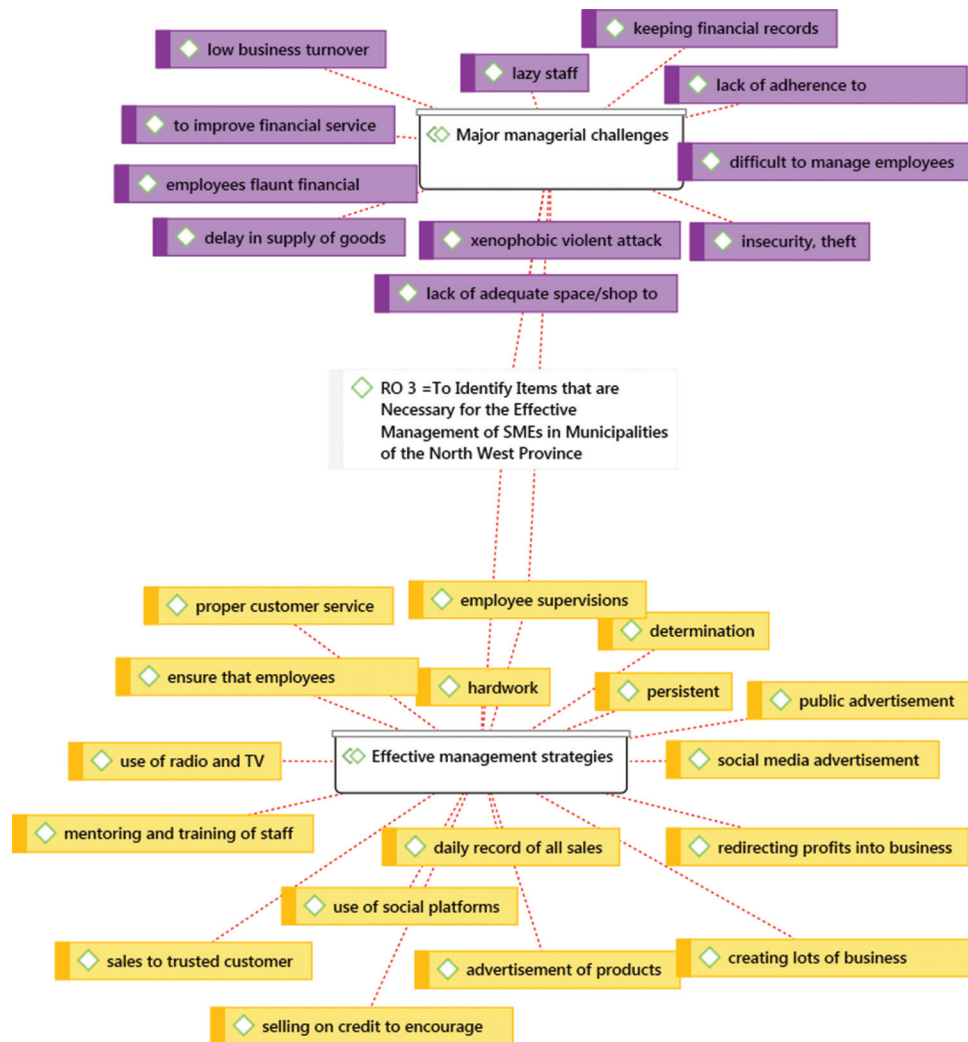 keeping financial records
low business turnover
lazy staff
lack of adherence to
to improve financial service
Major managerial challenges
difficult to manage employees
employees flaunt financial
delay in supply of goods
xenophobic violent attack
insecurity, theft
lack of adequate space/shop to
RO 3 =To Identify Items that are
Necessary for the Effective
Management of SMEs in Municipalities
of the North West Province
proper customer service
employee supervisions
determination
ensure that employees
hardwork
persistent
public advertisement
use of radio and TV
Effective management strategies
social media advertisement
mentoring and training of staff
daily record of all sales
redirecting profits into business
use of social platforms
sales to trusted customer
advertisement of products
creating lots of business
selling on credit to encourage